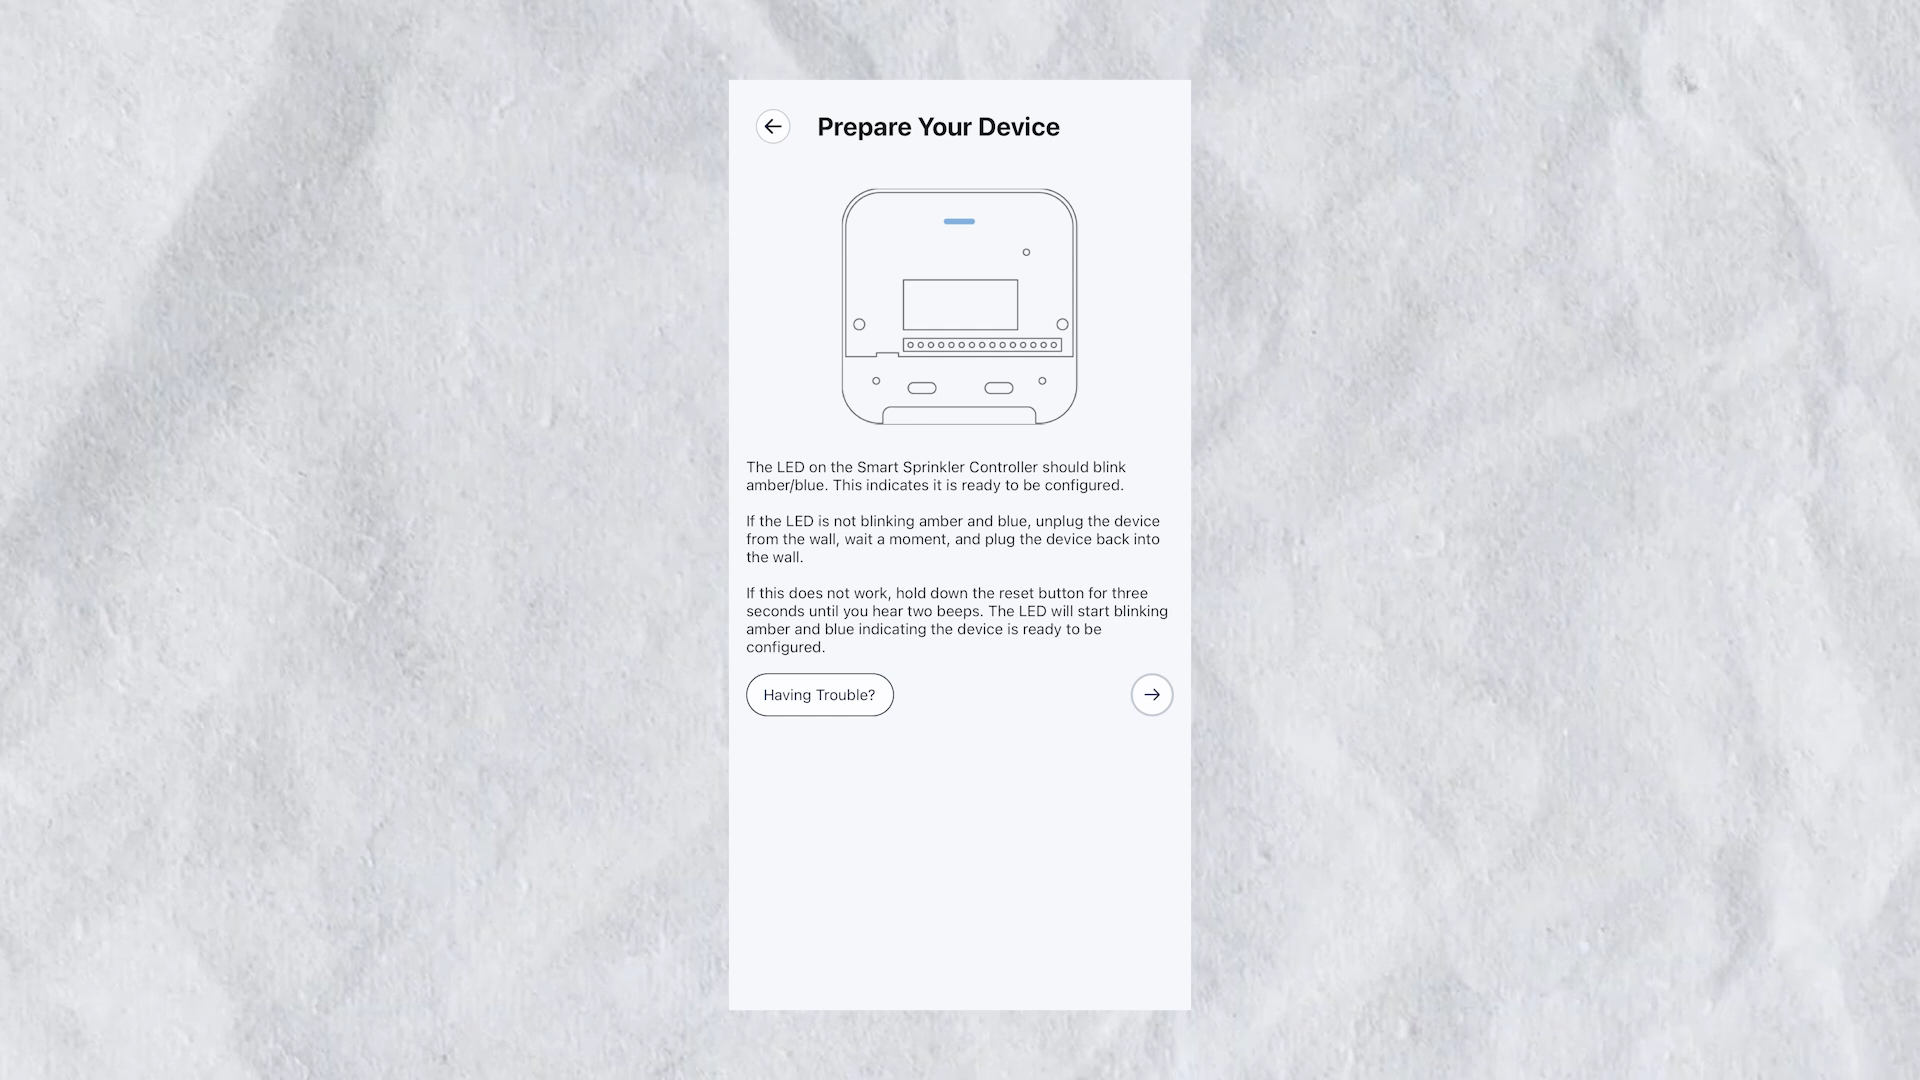 Prepare Your Device
The LED on the Smart Sprinkler Controller should blink
amber/blue. This indicates it is ready to be configured.
If the LED is not blinking amber and blue, unplug the device
from the wall, wait a moment, and plug the device back into
the wall.
If this does not work, hold down the reset button for three
seconds until you hear two beeps. The LED will start blinking
amber and blue indicating the device is ready to be
configured.
Having Trouble?